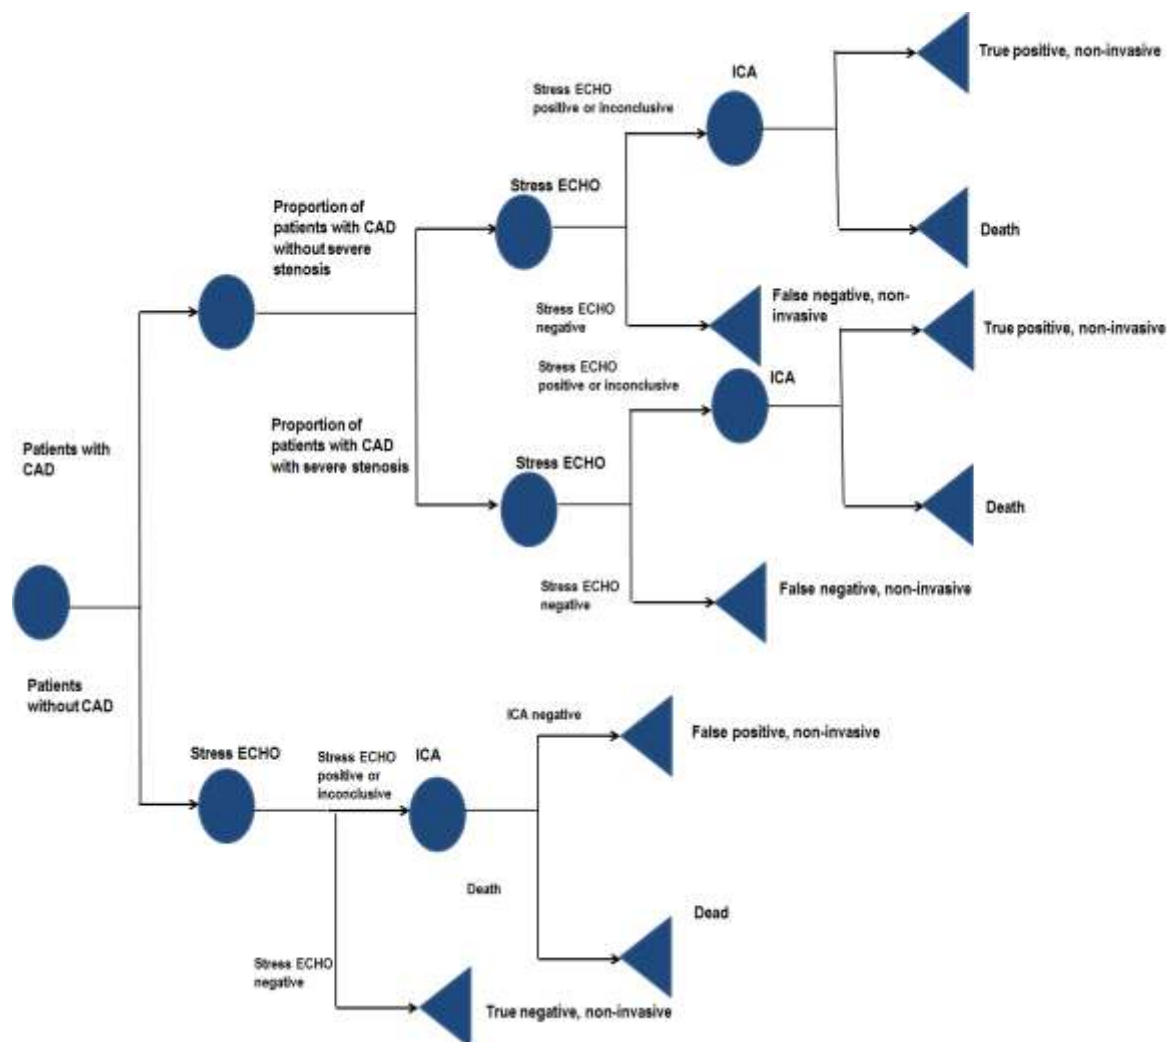 True positive, non-invasive
ICA
Stress ECHO
positive or inconclusive
Stress ECHO
Proportion of
patients with CAD
without severe
stenosis
Death
False negative, non-
invasive
Stress ECHO
negative
True positive, non-invasive
Stress ECHO
positive or inconclusive
ICA
Proportion of
patients with CAD
with severe stenosis
Patients with
CAD
Stress ECHO
Death
Stress ECHO
negative
False negative, non-invasive
Patients
without CAD
ICA negative
False positive, non-invasive
Stress ECHO
Stress ECHO
positive or
inconclusive
ICA
Death
Dead
Stress ECHO
negative
True negative, non-invasive